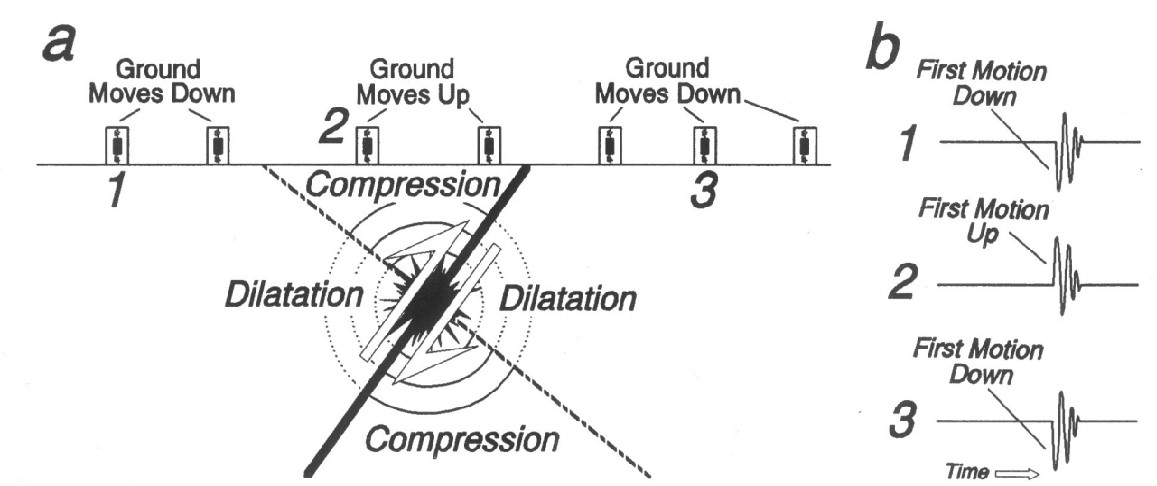 a
Ground
Moves Down
Ground
Moves Up
Ground
Moves Down
1
2
3
Compression
Dilatation
Dilatation
Compression
b
First Motion
Down
1
First Motion
Up
2
First Motion
Down
3
Time